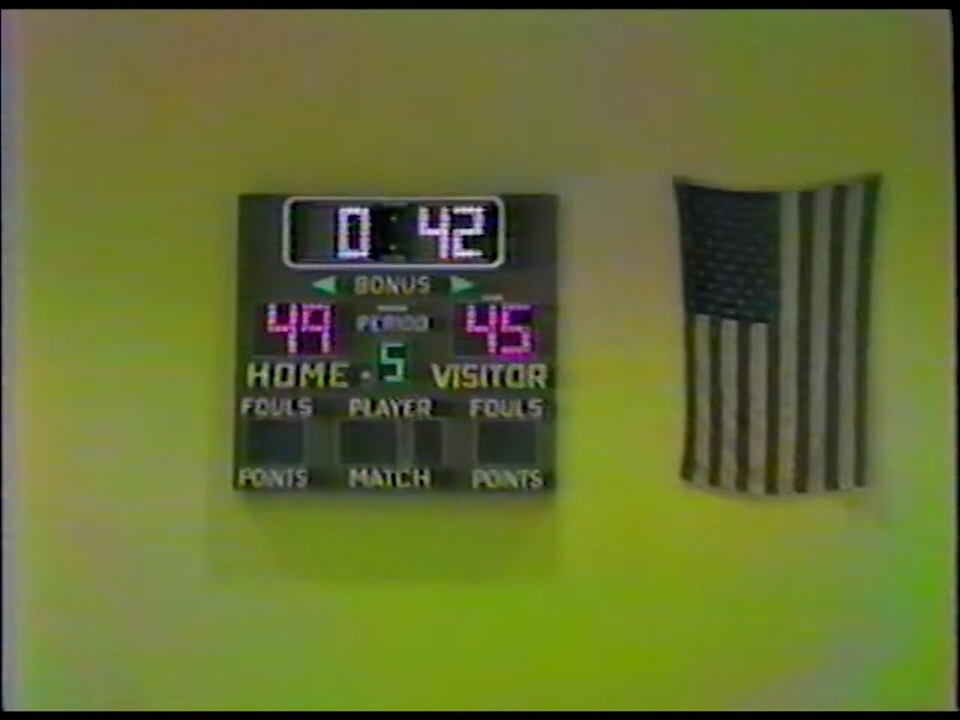 0:42
◄ BONUS ►
49 PERIOD 45
HOME 5 VISITOR
FOULS PLAYER FOULS
POINTS MATCH POINTS